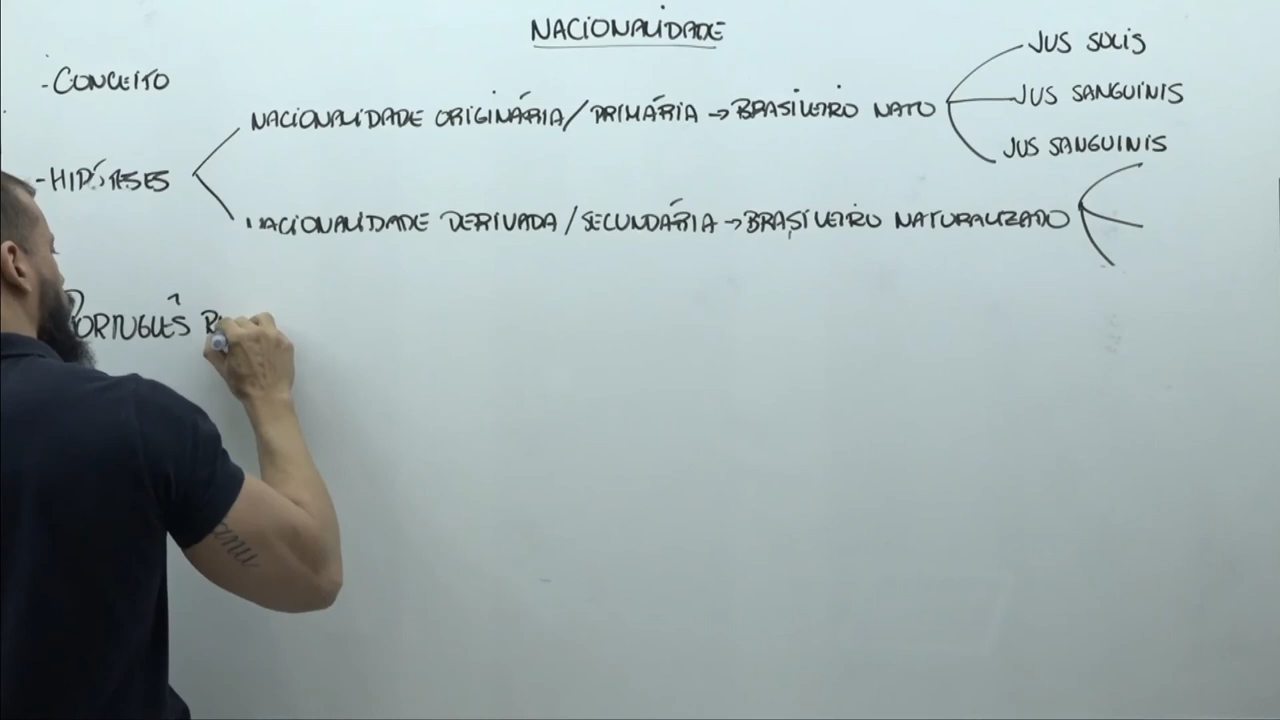 NACIONALIDADE
- CONCEITO
- HIPÓTESES
NACIONALIDADE ORIGINÁRIA / PRIMÁRIA → BRASILEIRO NATO
JUS SOLIS
JUS SANGUINIS
JUS SANGUINIS
NACIONALIDADE DERIVADA / SECUNDÁRIA → BRASILEIRO NATURALIZADO
PORTUGUÊS